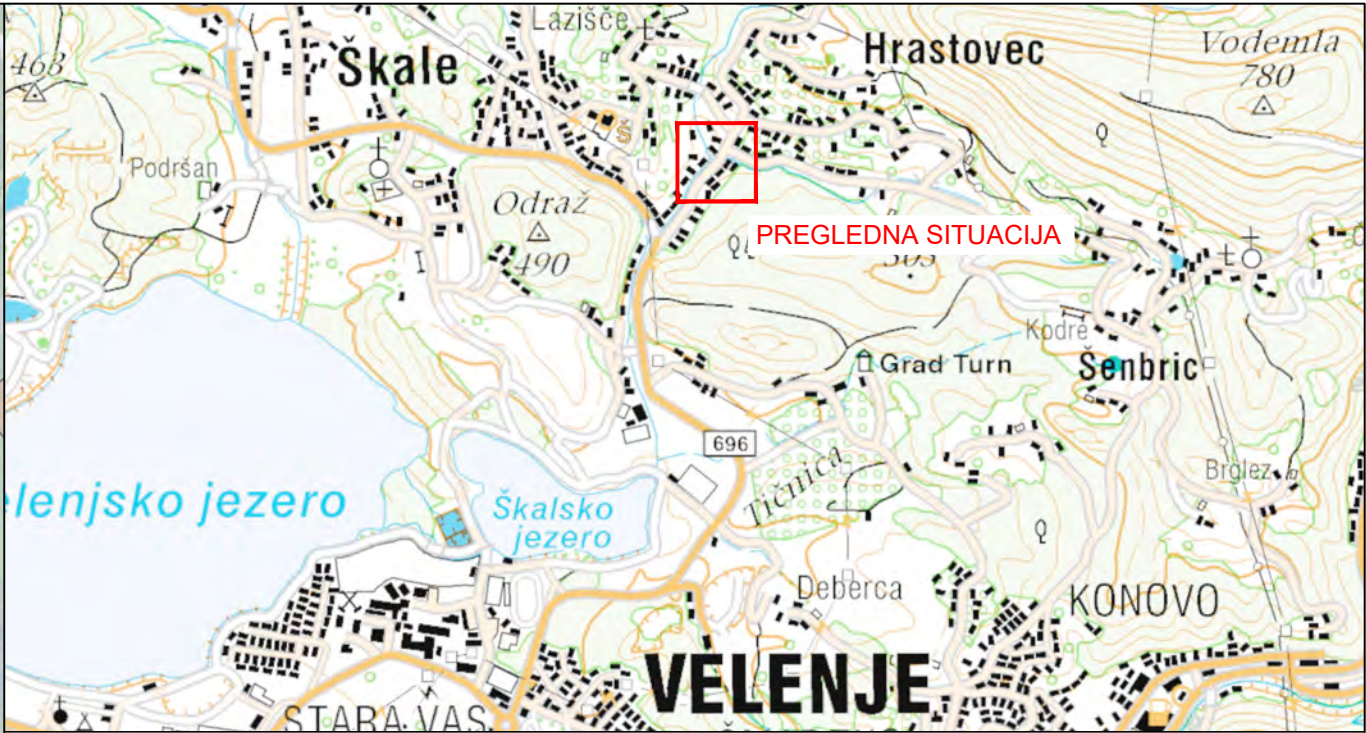 Lazišče
Hrastovec
Vodemla
780
Škale
468
Š
Podršan
Odraž
490
PREGLEDNA SITUACIJA
Kodre
Šenbric
Grad Turn
696
Tičnica
Brglez
elenjsko jezero
Škalsko
jezero
Deberca
KONOVO
VELENJE
STARA VAS